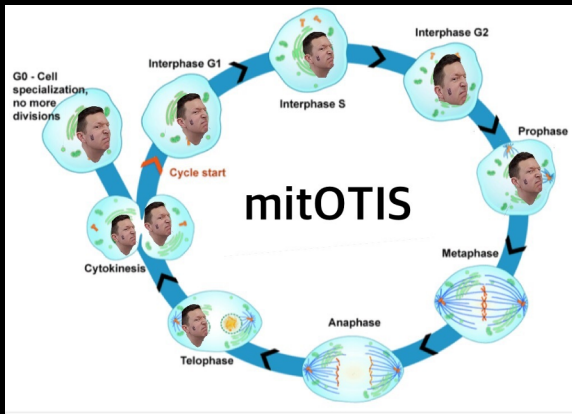 Interphase G2
Interphase G1
G0 - Cell
specialization,
no more
divisions
Interphase S
Prophase
Cycle start
mitOTIS
Metaphase
Cytokinesis
Anaphase
Telophase